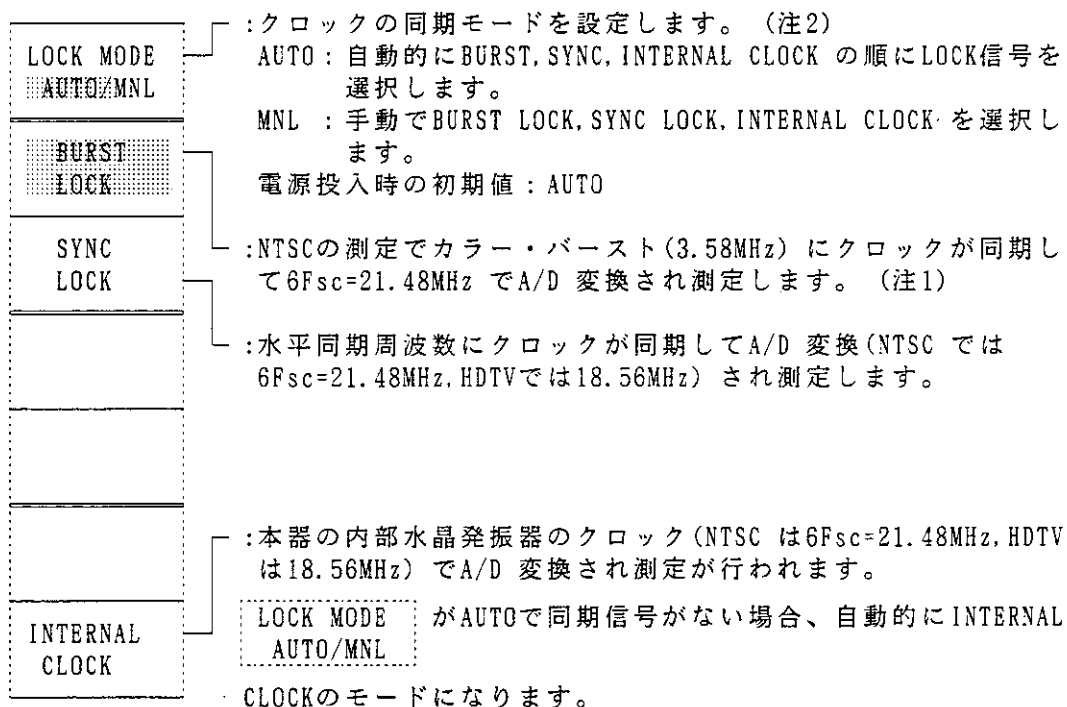 LOCK MODE
AUTO/MNL
:クロックの同期モードを設定します。 (注2)
AUTO:自動的にBURST,SYNC,INTERNAL CLOCK の順にLOCK信号を
選択します。
MNL :手動でBURST LOCK,SYNC LOCK,INTERNAL CLOCK を選択し
ます。
電源投入時の初期値:AUTO
BURST
LOCK
:NTSCの測定でカラー・バースト(3.58MHz) にクロックが同期し
て6Fsc=21.48MHz でA/D 変換され測定します。 (注1)
SYNC
LOCK
:水平同期周波数にクロックが同期してA/D 変換(NTSC では
6Fsc=21.48MHz,HDTVでは18.56MHz) され測定します。
INTERNAL
CLOCK
:本器の内部水晶発振器のクロック(NTSC は6Fsc=21.48MHz,HDTV
は18.56MHz) でA/D 変換され測定が行われます。
LOCK MODE
AUTO/MNL
がAUTOで同期信号がない場合、自動的にINTERNAL
CLOCKのモードになります。